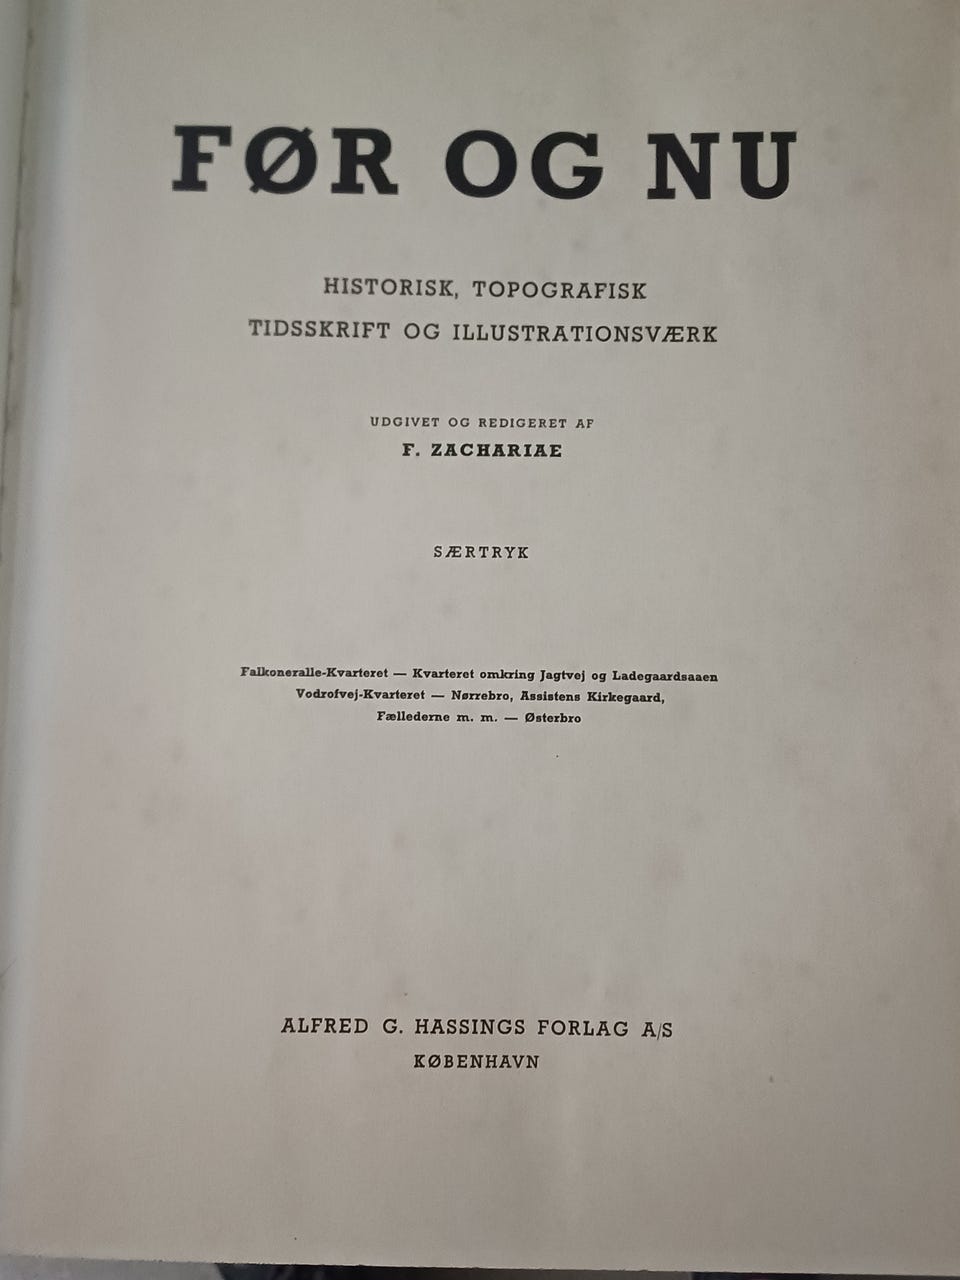 FØR OG NU
HISTORISK, TOPOGRAFISK
TIDSSKRIFT OG ILLUSTRATIONSVÆRK
UDGIVET OG REDIGERET AF
F. ZACHARIAE
SÆRTRYK
Falkoneralle-Kvarteret — Kvarteret omkring Jagtvej og Ladegaardsaaen
Vodrofvej-Kvarteret — Nørrebro, Assistens Kirkegaard,
Fællederne m. m. — Østerbro
ALFRED G. HASSINGS FORLAG A/S
KØBENHAVN